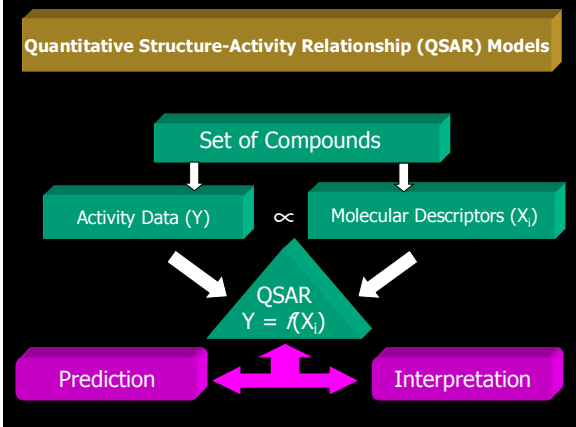 Quantitative Structure-Activity Relationship (QSAR) Models
Set of Compounds
Activity Data (Y) ∝ Molecular Descriptors (Xᵢ)
QSAR
Y = f(Xᵢ)
Prediction Interpretation